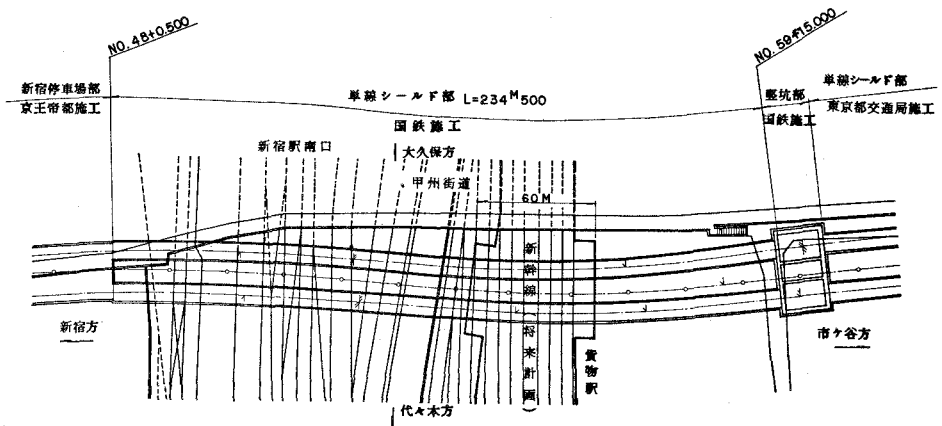 NO.48+0.500
NO.59+15.000
新宿停車場部
京王帝都施工
単線シールド部 L=234ᴹ500
国鉄施工
竪坑部
国鉄施工
単線シールド部
東京都交通局施工
新宿駅南口
大久保方
甲州街道
60M
新幹線(将来計画)
貨物駅
新宿方
市ケ谷方
代々木方